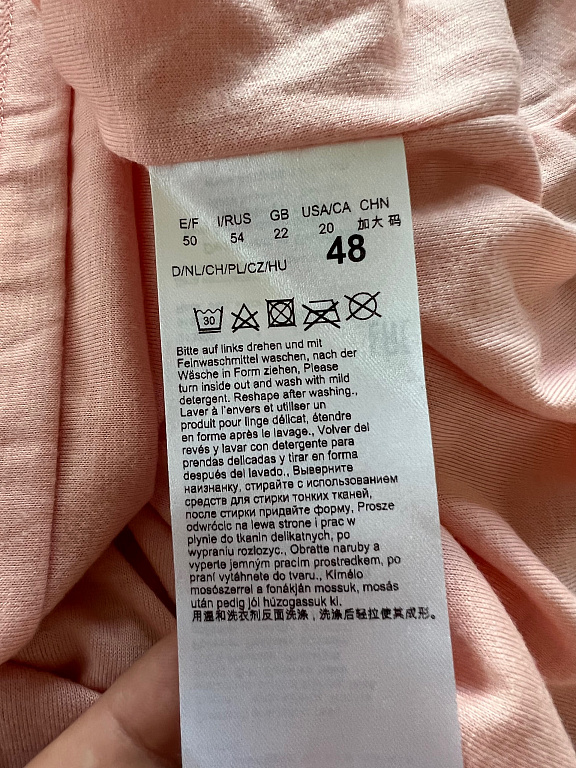 E/F I/RUS GB USA/CA CHN
50 54 22 20 加大码
D/NL/CH/PL/CZ/HU 48
30
Bitte auf links drehen und mit
Feinwaschmittel waschen, nach der
Wäsche in Form ziehen, Please
turn inside out and wash with mild
detergent. Reshape after washing.,
Laver à l'envers et utiliser un
produit pour linge délicat, étendre
en forme après le lavage., Volver del
revés y lavar con detergente para
prendas delicadas y tirar en forma
después del lavado., Выверните
наизнанку, стирайте с использованием
средств для стирки тонких тканей,
после стирки придайте форму, Prosze
odwrócic na lewa strone i prac w
plynie do tkanin delikatnych, po
wypraniu rozlozyc., Obratte naruby a
vyperte jemným pracim prostredkem, po
praní vytáhnete do tvaru., Kímélo
mosószerrel a fonákján mossuk, mosás
után pedig jól húzogassuk ki.
用温和洗衣剂反面洗涤，洗涤后轻拉使其成形。